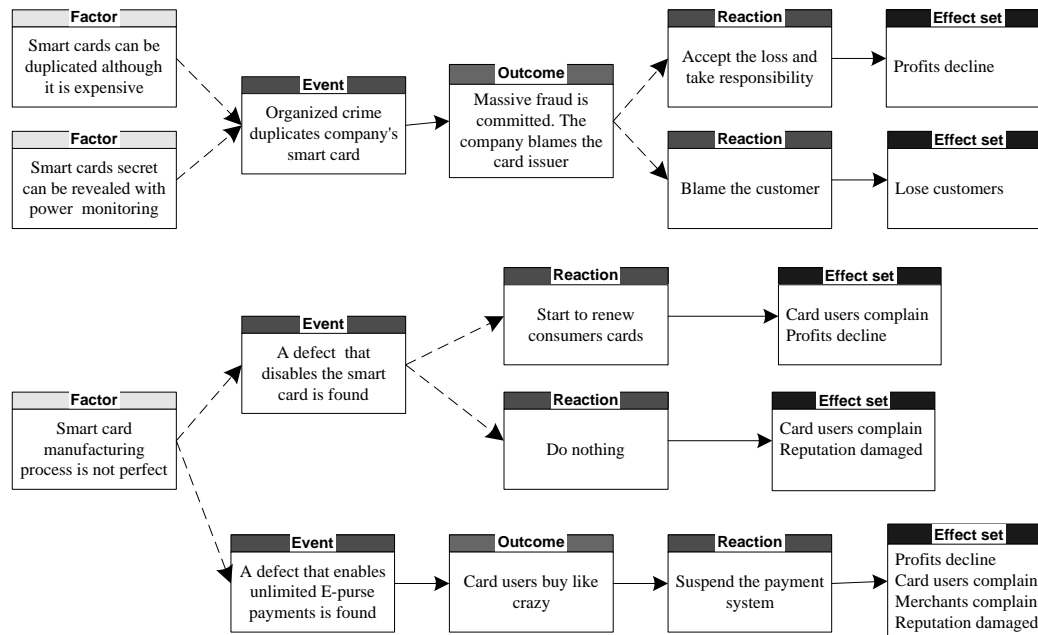 Factor
Smart cards can be
duplicated although
it is expensive
Factor
Smart cards secret
can be revealed with
power monitoring
Event
Organized crime
duplicates company's
smart card
Outcome
Massive fraud is
committed. The
company blames the
card issuer
Reaction
Accept the loss and
take responsibility
Effect set
Profits decline
Reaction
Blame the customer
Effect set
Lose customers
Factor
Smart card
manufacturing
process is not perfect
Event
A defect that
disables the smart
card is found
Reaction
Start to renew
consumers cards
Effect set
Card users complain
Profits decline
Reaction
Do nothing
Effect set
Card users complain
Reputation damaged
Event
A defect that enables
unlimited E-purse
payments is found
Outcome
Card users buy like
crazy
Reaction
Suspend the payment
system
Effect set
Profits decline
Card users complain
Merchants complain
Reputation damaged